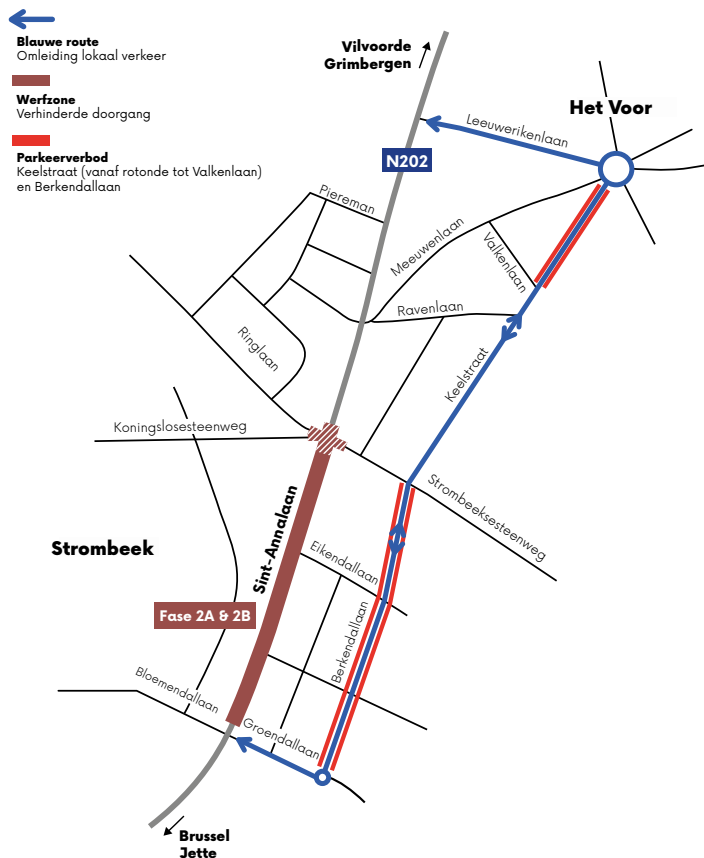 Blauwe route
Omleiding lokaal verkeer
Werfzone
Verhinderde doorgang
Parkeerverbod
Keelstraat (vanaf rotonde tot Valkenlaan)
en Berkendallaan
Vilvoorde
Grimbergen
Het Voor
Leeuwerikenlaan
N202
Piereman
Meeuwenlaan
Valkenlaan
Ravenlaan
Ringlaan
Keelstraat
Koningslosesteenweg
Strombeeksesteenweg
Sint-Annalaan
Strombeek
Eikendallaan
Fase 2A & 2B
Berkendallaan
Bloemendallaan
Groendallaan
Brussel
Jette